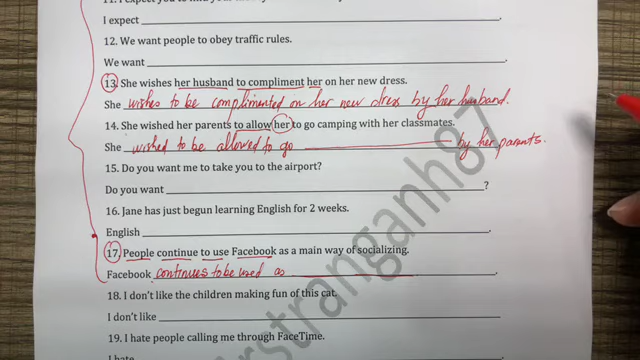 I expect
12. We want people to obey traffic rules.
We want .
13. She wishes her husband to compliment her on her new dress.
She wishes to be complimented on her new dress by her husband.
14. She wished her parents to allow her to go camping with her classmates.
She wished to be allowed to go by her parents.
15. Do you want me to take you to the airport?
Do you want ?
16. Jane has just begun learning English for 2 weeks.
English .
17. People continue to use Facebook as a main way of socializing.
Facebook continues to be used as .
18. I don't like the children making fun of this cat.
I don't like .
19. I hate people calling me through FaceTime.
I hate
rstranganh87